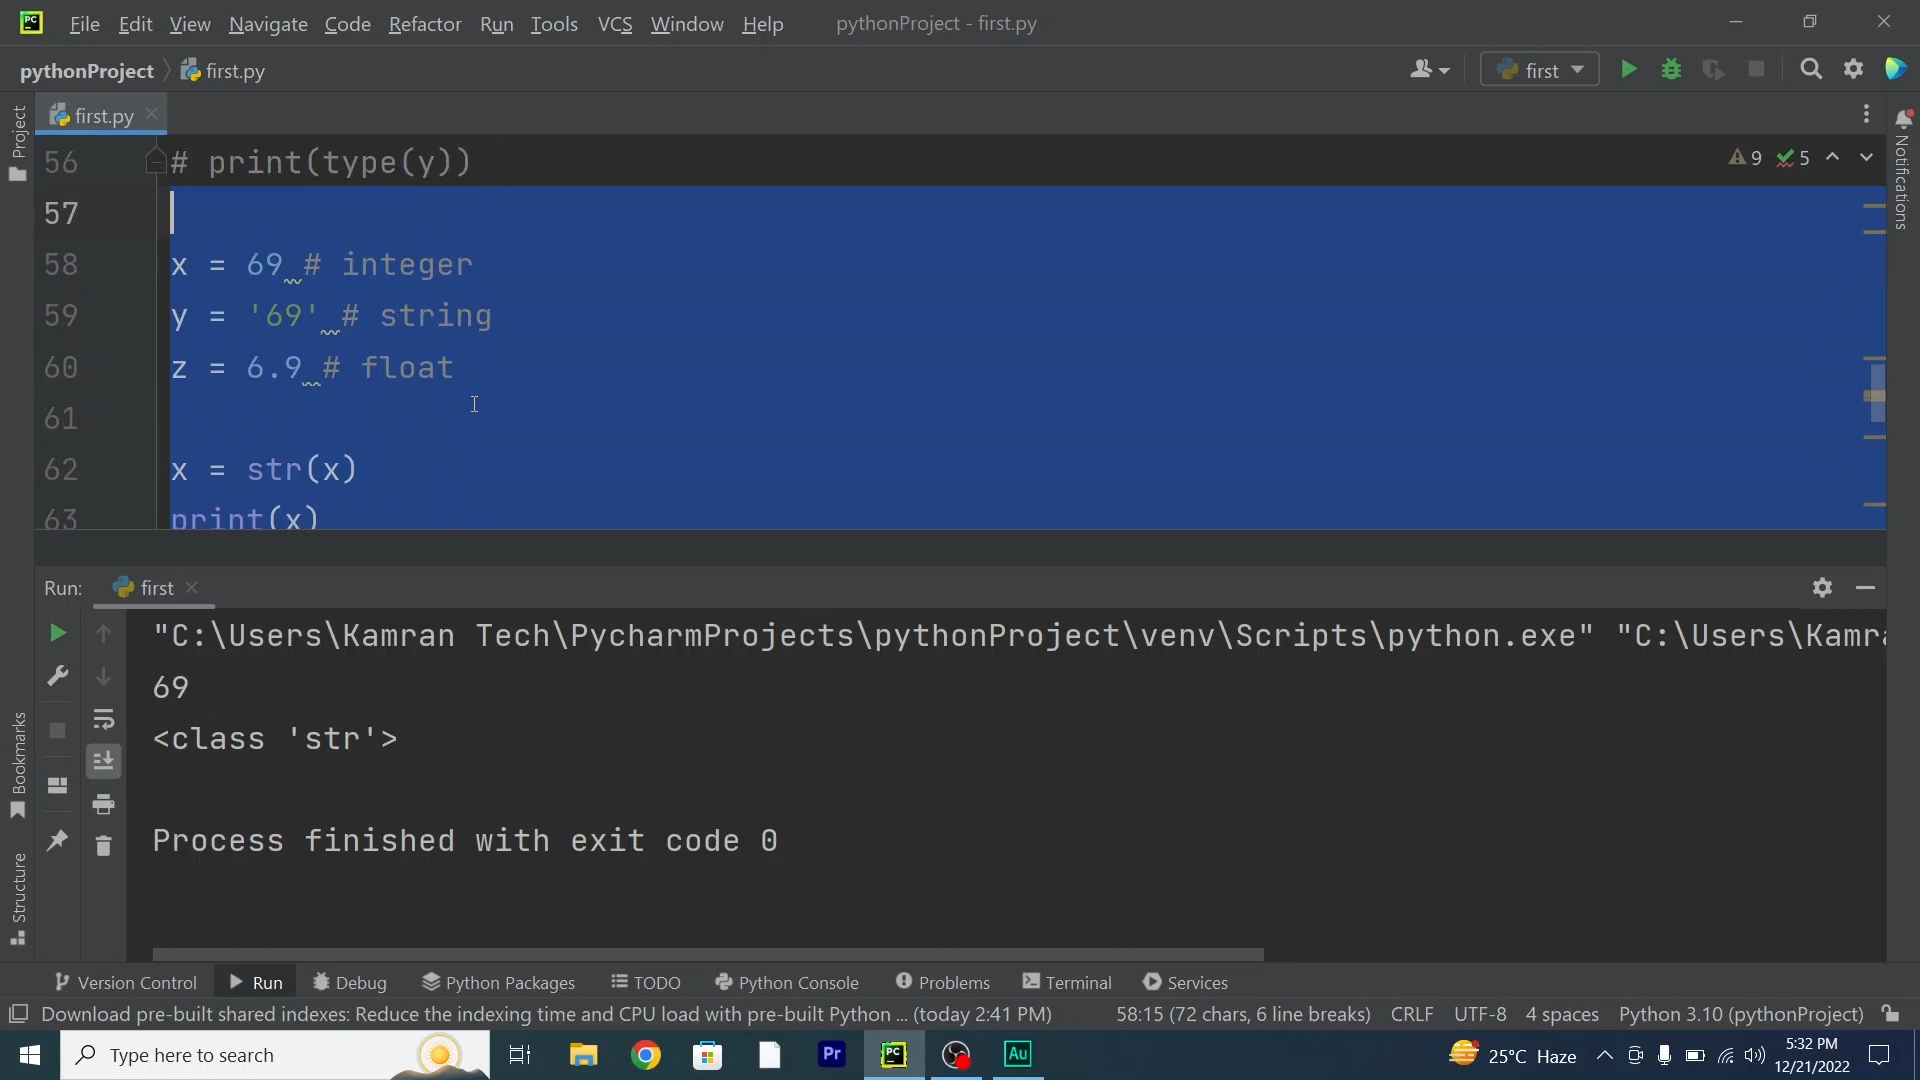 PC File Edit View Navigate Code Refactor Run Tools VCS Window Help pythonProject - first.py
pythonProject first.py first
Project
first.py
Notifications
56 # print(type(y)) 9 5
57
58 x = 69 # integer
59 y = '69' # string
60 z = 6.9 # float
61
62 x = str(x)
63 print(x)
Run: first
"C:\Users\Kamran Tech\PycharmProjects\pythonProject\venv\Scripts\python.exe" "C:\Users\Kamra
69
<class 'str'>
Process finished with exit code 0
Bookmarks
Structure
Version Control Run Debug Python Packages TODO Python Console Problems Terminal Services
Download pre-built shared indexes: Reduce the indexing time and CPU load with pre-built Python ... (today 2:41 PM) 58:15 (72 chars, 6 line breaks) CRLF UTF-8 4 spaces Python 3.10 (pythonProject)
Type here to search Pr PC Au 25°C Haze 5:32 PM
12/21/2022